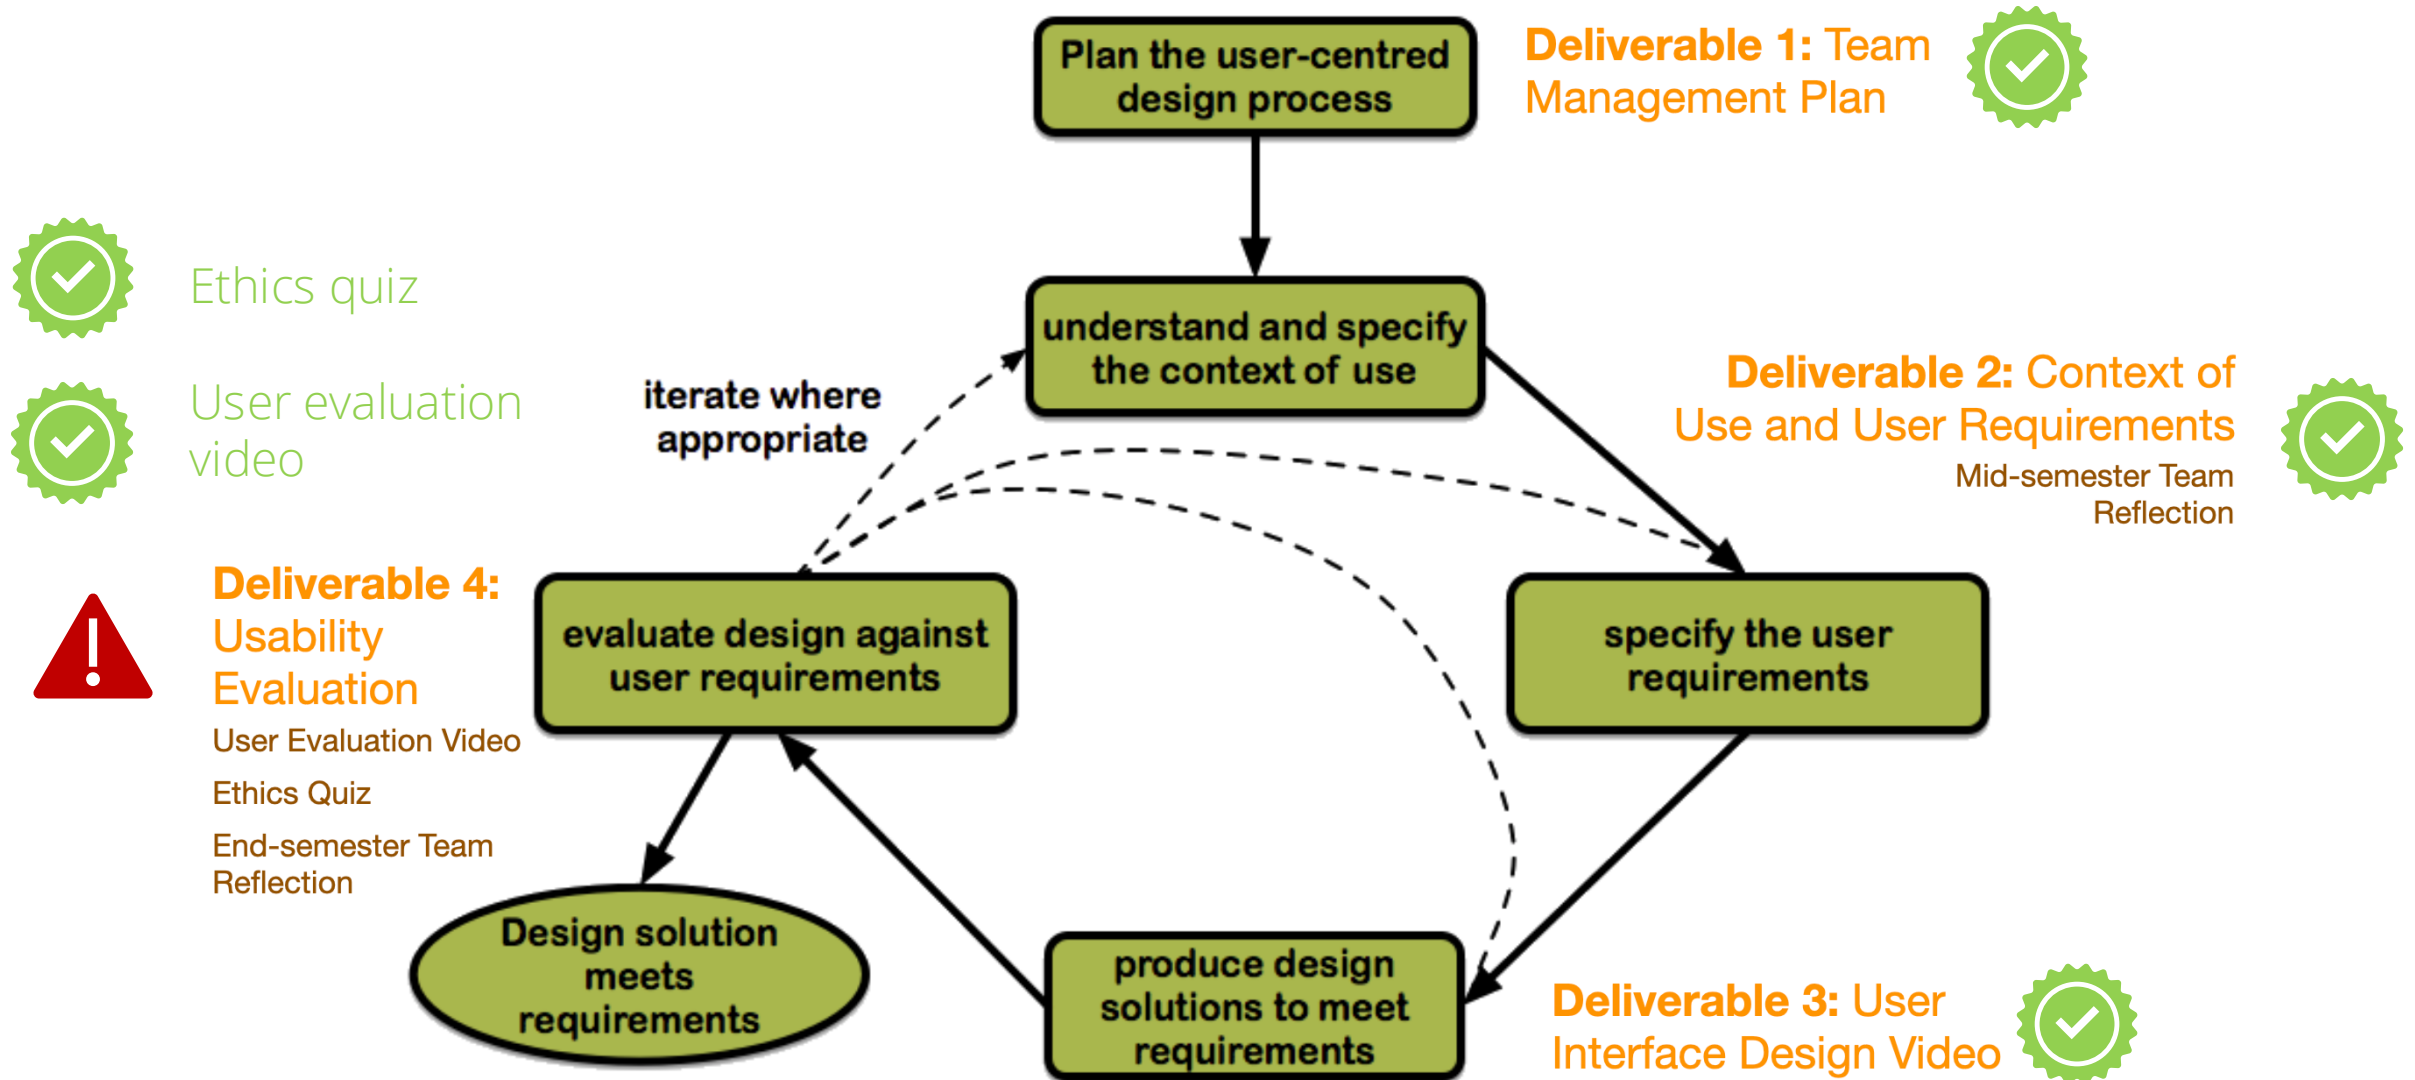 Plan the user-centred
design process
Deliverable 1: Team
Management Plan
Ethics quiz
User evaluation
video
understand and specify
the context of use
iterate where
appropriate
Deliverable 2: Context of
Use and User Requirements
Mid-semester Team
Reflection
Deliverable 4:
Usability
Evaluation
User Evaluation Video
Ethics Quiz
End-semester Team
Reflection
evaluate design against
user requirements
specify the user
requirements
Design solution
meets
requirements
produce design
solutions to meet
requirements
Deliverable 3: User
Interface Design Video